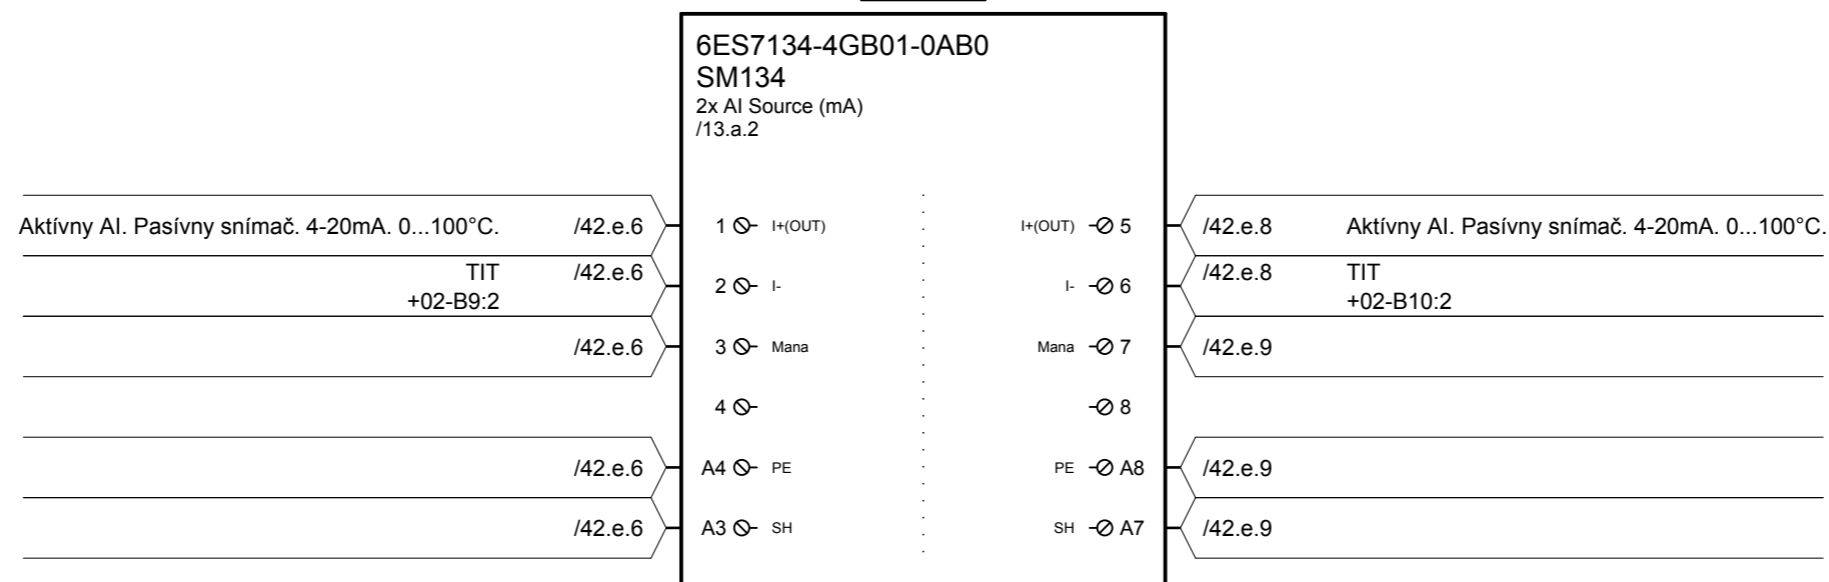 6ES7134-4GB01-0AB0
SM134
2x AI Source (mA)
/13.a.2
Aktívny AI. Pasívny snímač. 4-20mA. 0...100°C. /42.e.6 1 I+(OUT) I+(OUT) 5 /42.e.8 Aktívny AI. Pasívny snímač. 4-20mA. 0...100°C.
TIT /42.e.6 2 I- I- 6 /42.e.8 TIT
+02-B9:2 +02-B10:2
/42.e.6 3 Mana Mana 7 /42.e.9
4 8
/42.e.6 A4 PE PE A8 /42.e.9
/42.e.6 A3 SH SH A7 /42.e.9